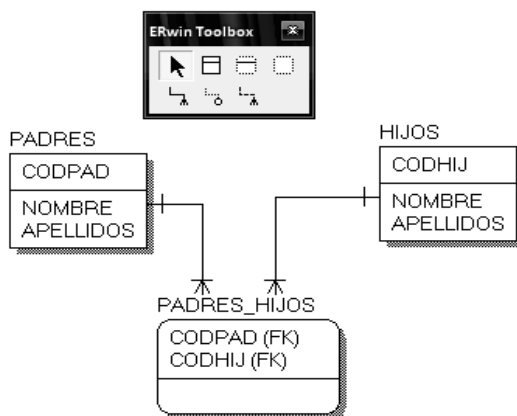 ERwin Toolbox
PADRES
CODPAD
NOMBRE
APELLIDOS
HIJOS
CODHIJ
NOMBRE
APELLIDOS
PADRES_HIJOS
CODPAD (FK)
CODHIJ (FK)